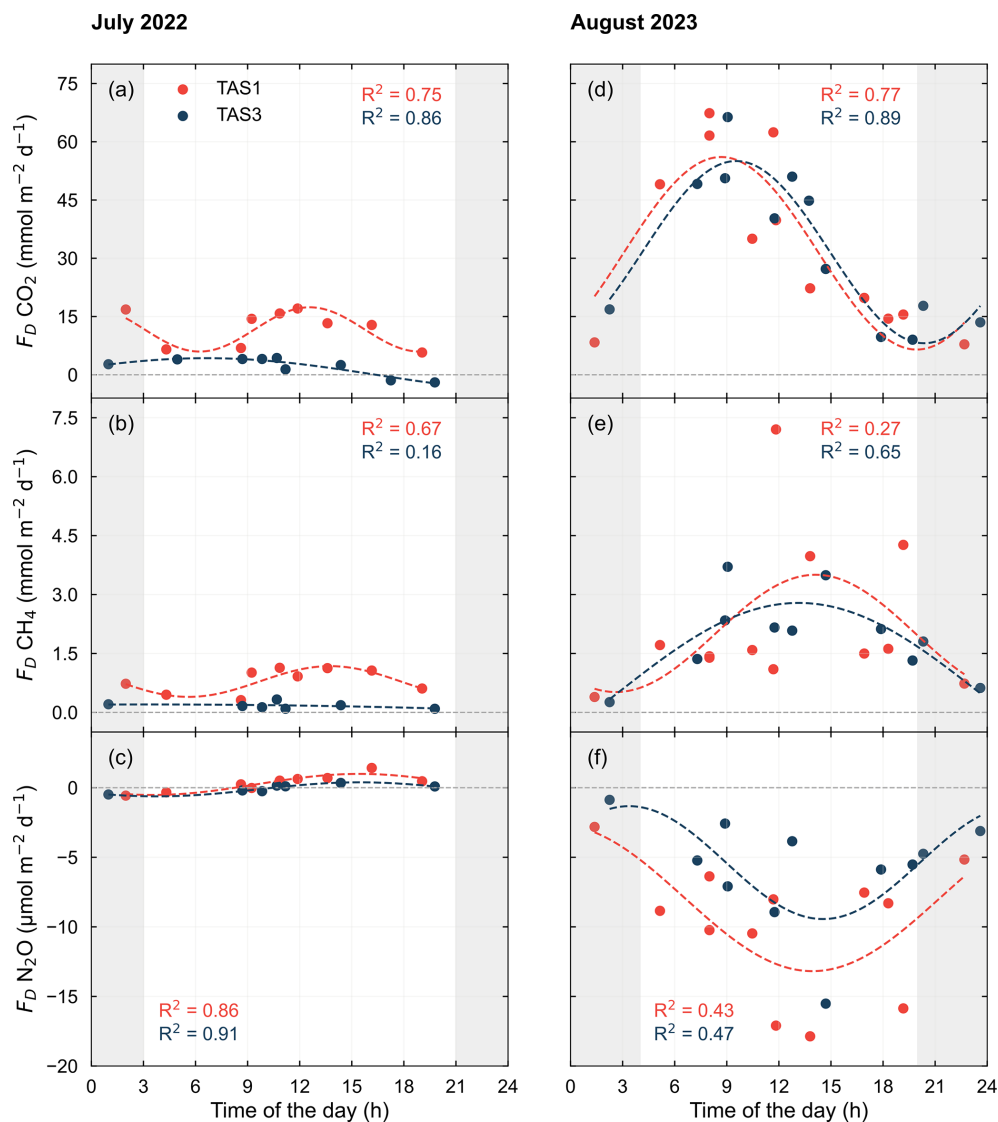 July 2022
August 2023
(a)
TAS1
TAS3
R² = 0.75
R² = 0.86
75
60
45
30
15
0
F_D CO₂ (mmol m⁻² d⁻¹)
(d)
R² = 0.77
R² = 0.89
(b)
R² = 0.67
R² = 0.16
7.5
6.0
4.5
3.0
1.5
0.0
F_D CH₄ (mmol m⁻² d⁻¹)
(e)
R² = 0.27
R² = 0.65
(c)
R² = 0.86
R² = 0.91
0
−5
−10
−15
−20
F_D N₂O (μmol m⁻² d⁻¹)
(f)
R² = 0.43
R² = 0.47
0 3 6 9 12 15 18 21 24
0 3 6 9 12 15 18 21 24
Time of the day (h)
Time of the day (h)